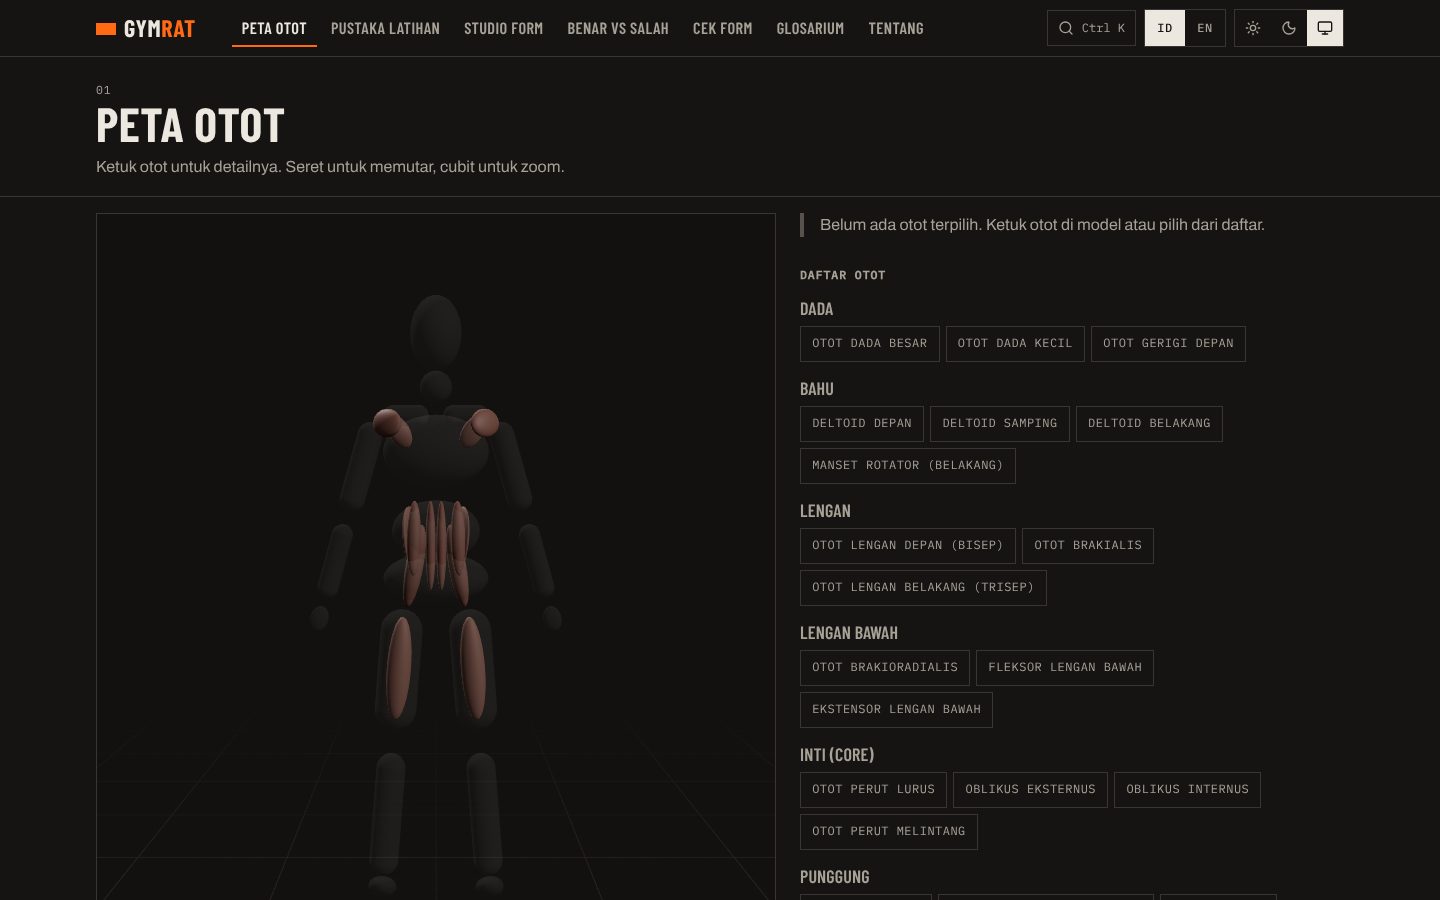 GYMRAT
PETA OTOT
PUSTAKA LATIHAN
STUDIO FORM
BENAR VS SALAH
CEK FORM
GLOSARIUM
TENTANG
Ctrl K
ID
EN
01
PETA OTOT
Ketuk otot untuk detailnya. Seret untuk memutar, cubit untuk zoom.
Belum ada otot terpilih. Ketuk otot di model atau pilih dari daftar.
DAFTAR OTOT
DADA
OTOT DADA BESAR
OTOT DADA KECIL
OTOT GERIGI DEPAN
BAHU
DELTOID DEPAN
DELTOID SAMPING
DELTOID BELAKANG
MANSET ROTATOR (BELAKANG)
LENGAN
OTOT LENGAN DEPAN (BISEP)
OTOT BRAKIALIS
OTOT LENGAN BELAKANG (TRISEP)
LENGAN BAWAH
OTOT BRAKIORADIALIS
FLEKSOR LENGAN BAWAH
EKSTENSOR LENGAN BAWAH
INTI (CORE)
OTOT PERUT LURUS
OBLIKUS EKSTERNUS
OBLIKUS INTERNUS
OTOT PERUT MELINTANG
PUNGGUNG